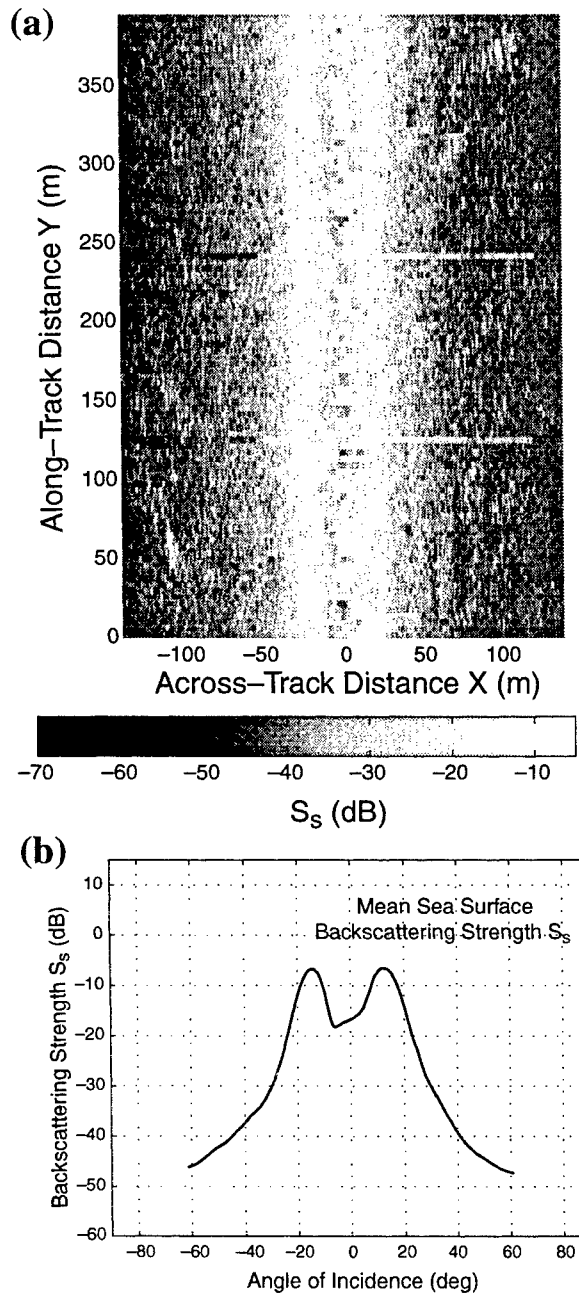 (a)
Along–Track Distance Y (m)
350
300
250
200
150
100
50
0
−100 −50 0 50 100
Across–Track Distance X (m)
−70 −60 −50 −40 −30 −20 −10
S_s (dB)
(b)
Backscattering Strength S_s (dB)
10
0
−10
−20
−30
−40
−50
−60
Mean Sea Surface
Backscattering Strength S_s
−80 −60 −40 −20 0 20 40 60 80
Angle of Incidence (deg)